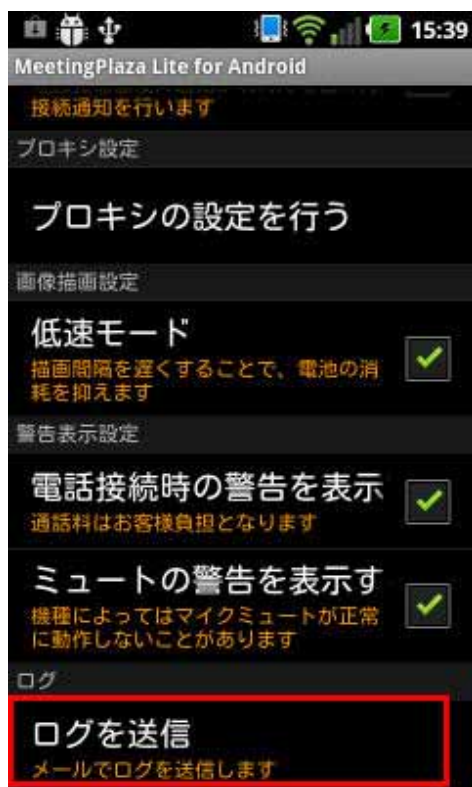 15:39
MeetingPlaza Lite for Android
接続通知を行います
プロキシ設定
プロキシの設定を行う
画像描画設定
低速モード
描画間隔を遅くすることで、電池の消
耗を抑えます
警告表示設定
電話接続時の警告を表示
通話料はお客様負担となります
ミュートの警告を表示す
機種によってはマイクミュートが正常
に動作しないことがあります
ログ
ログを送信
メールでログを送信します